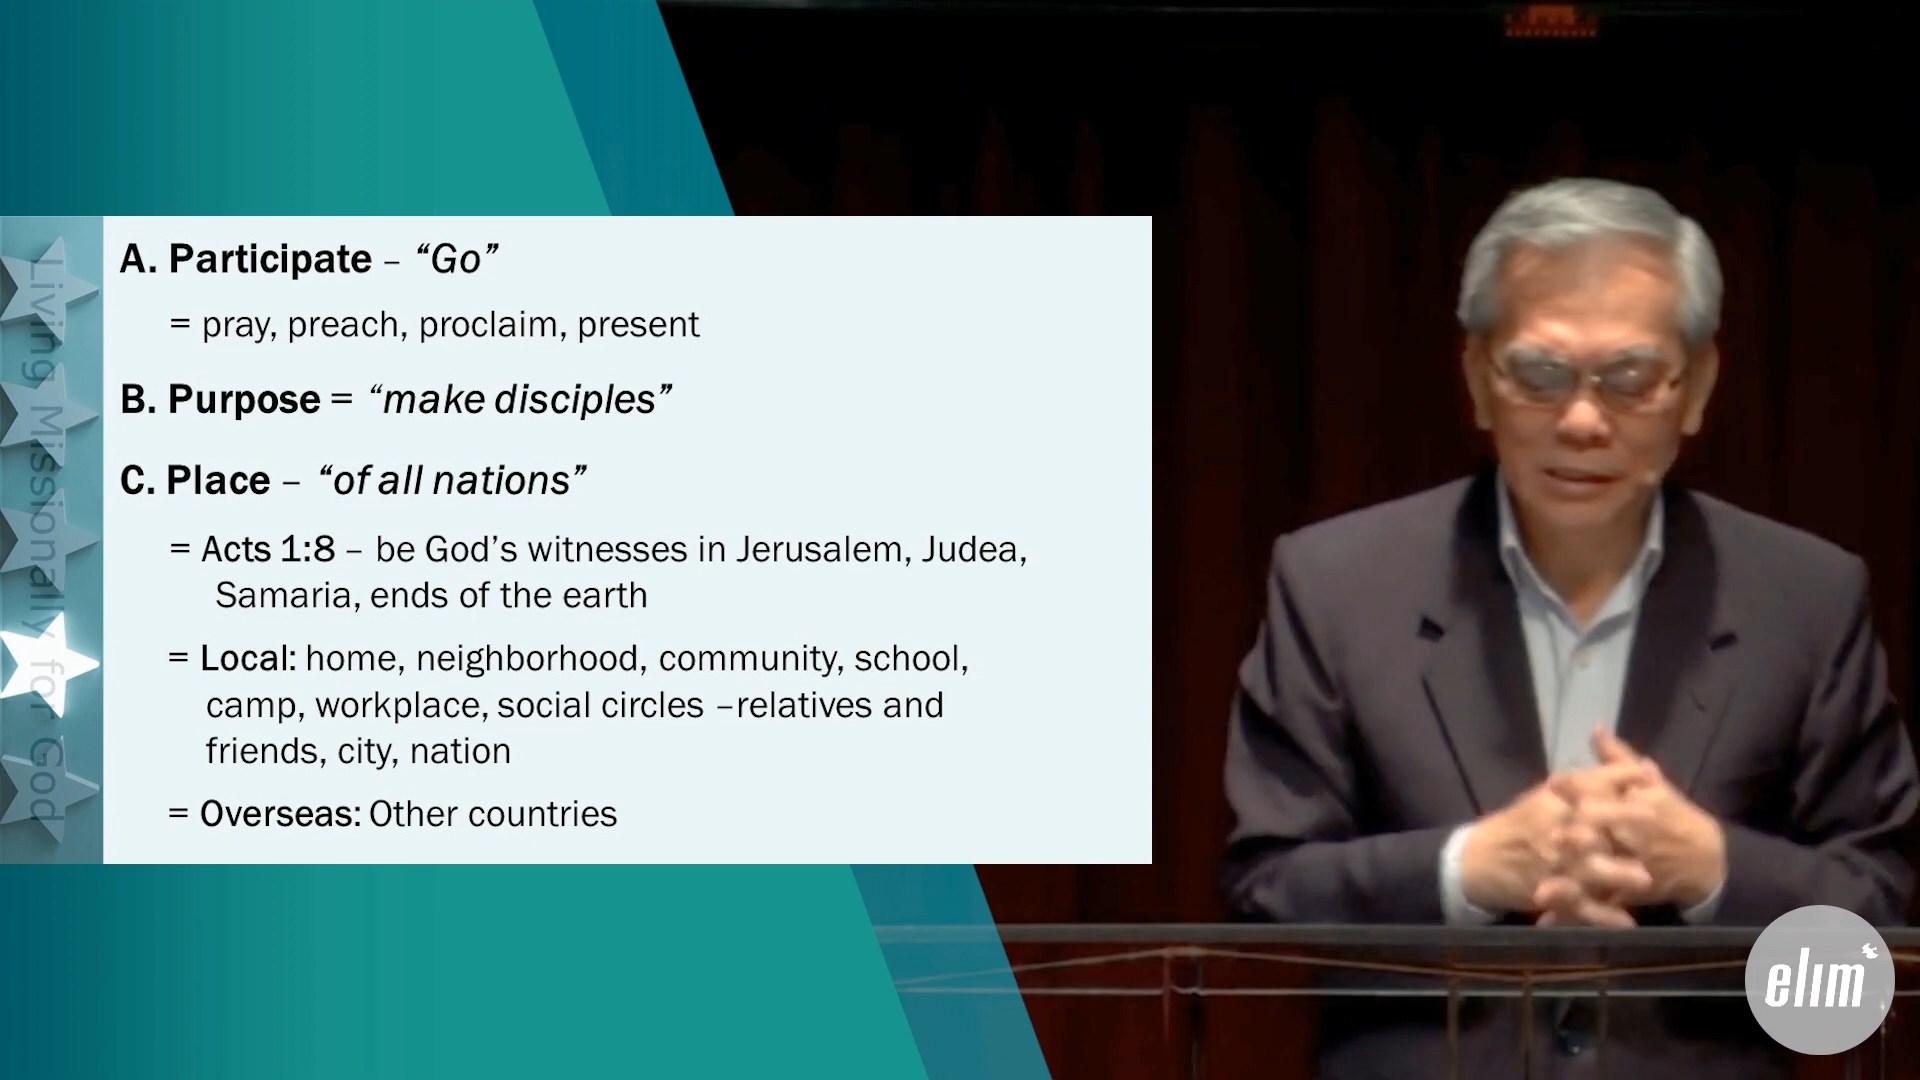 Living Missionally for God
A. Participate – “Go”
= pray, preach, proclaim, present
B. Purpose = “make disciples”
C. Place – “of all nations”
= Acts 1:8 – be God’s witnesses in Jerusalem, Judea,
Samaria, ends of the earth
= Local: home, neighborhood, community, school,
camp, workplace, social circles –relatives and
friends, city, nation
= Overseas: Other countries
elim